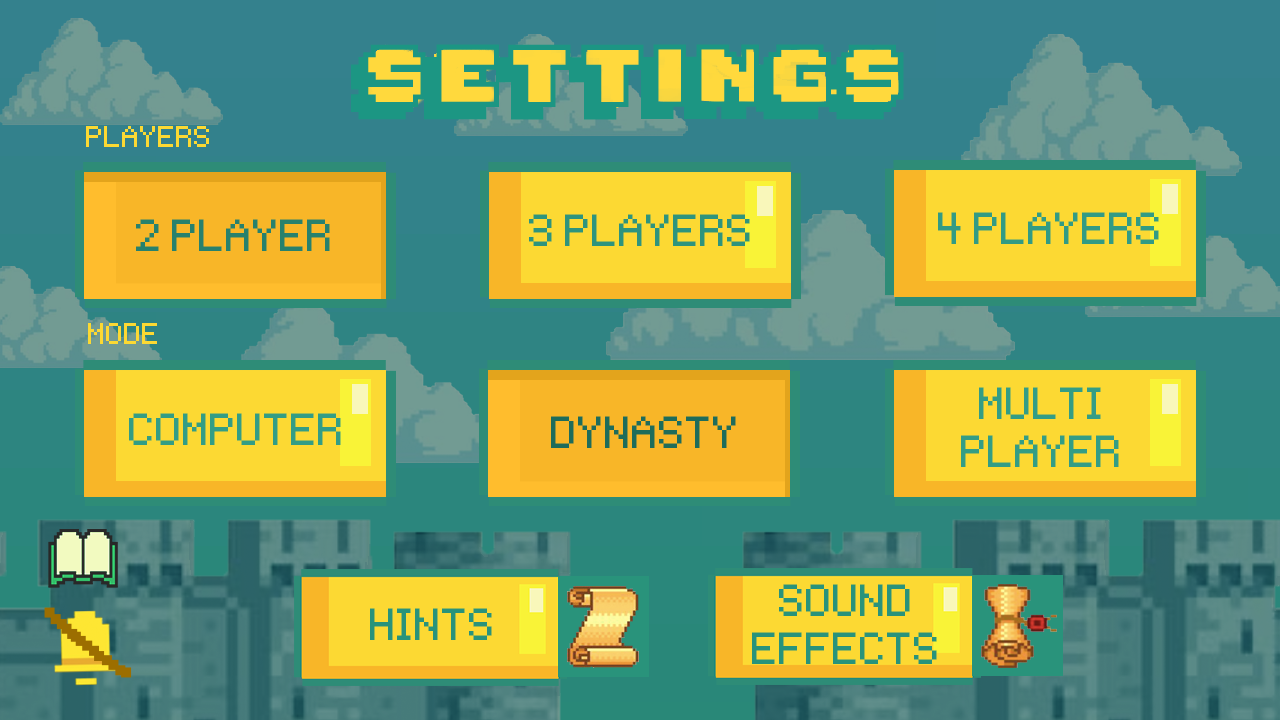 SETTINGS
PLAYERS
2 PLAYER
3 PLAYERS
4 PLAYERS
MODE
COMPUTER
DYNASTY
MULTI
PLAYER
HINTS
SOUND
EFFECTS